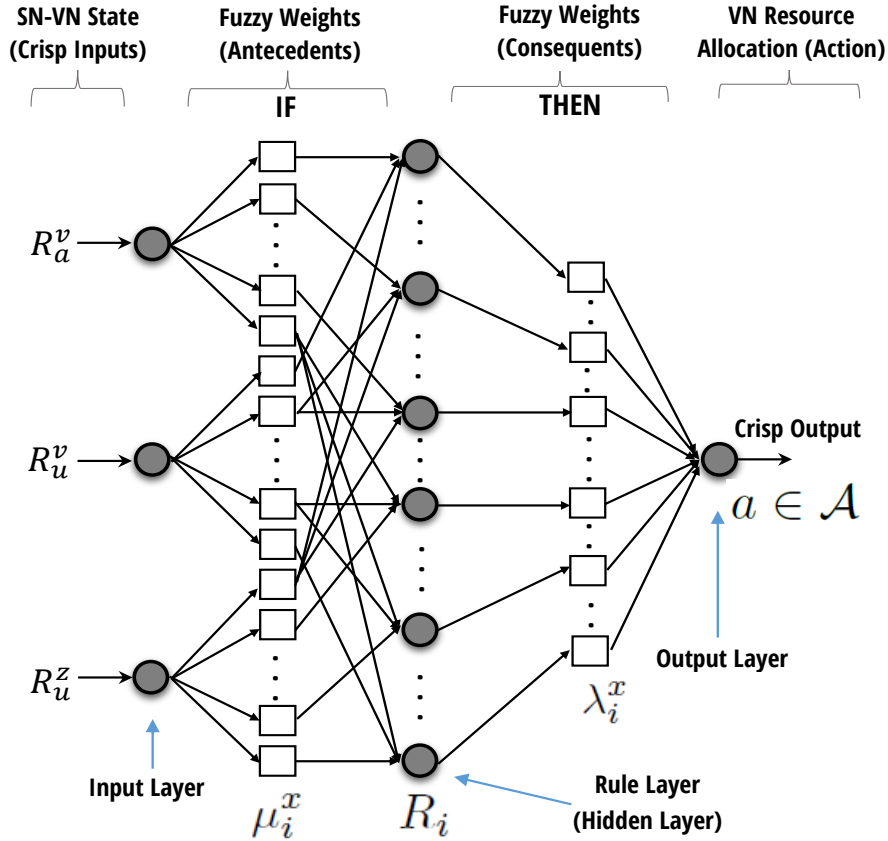 SN-VN State
(Crisp Inputs)
Fuzzy Weights
(Antecedents)
Fuzzy Weights
(Consequents)
VN Resource
Allocation (Action)
IF
THEN
R_a^v
R_u^v
R_u^z
Crisp Output
a ∈ 𝒜
Output Layer
λ_i^x
Input Layer
μ_i^x
R_i
Rule Layer
(Hidden Layer)